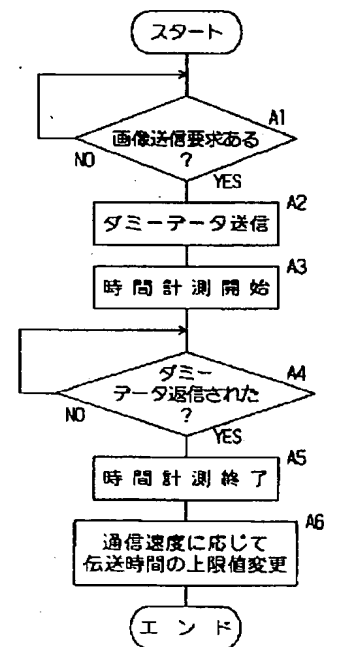 スタート
A1
画像送信要求ある
?
NO
YES
A2
ダミーデータ送信
A3
時間計測開始
A4
ダミー
データ返信された
?
NO
YES
A5
時間計測終了
A6
通信速度に応じて
伝送時間の上限値変更
エンド